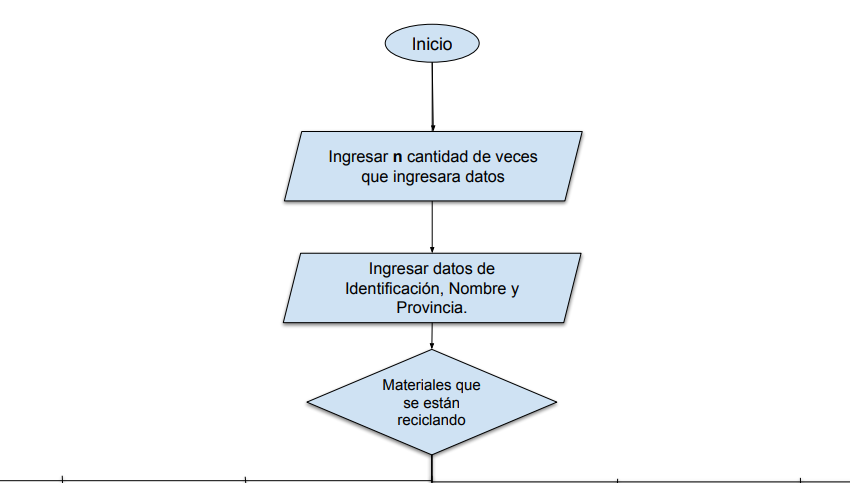 Inicio
Ingresar n cantidad de veces
que ingresara datos
Ingresar datos de
Identificación, Nombre y
Provincia.
Materiales que
se están
reciclando